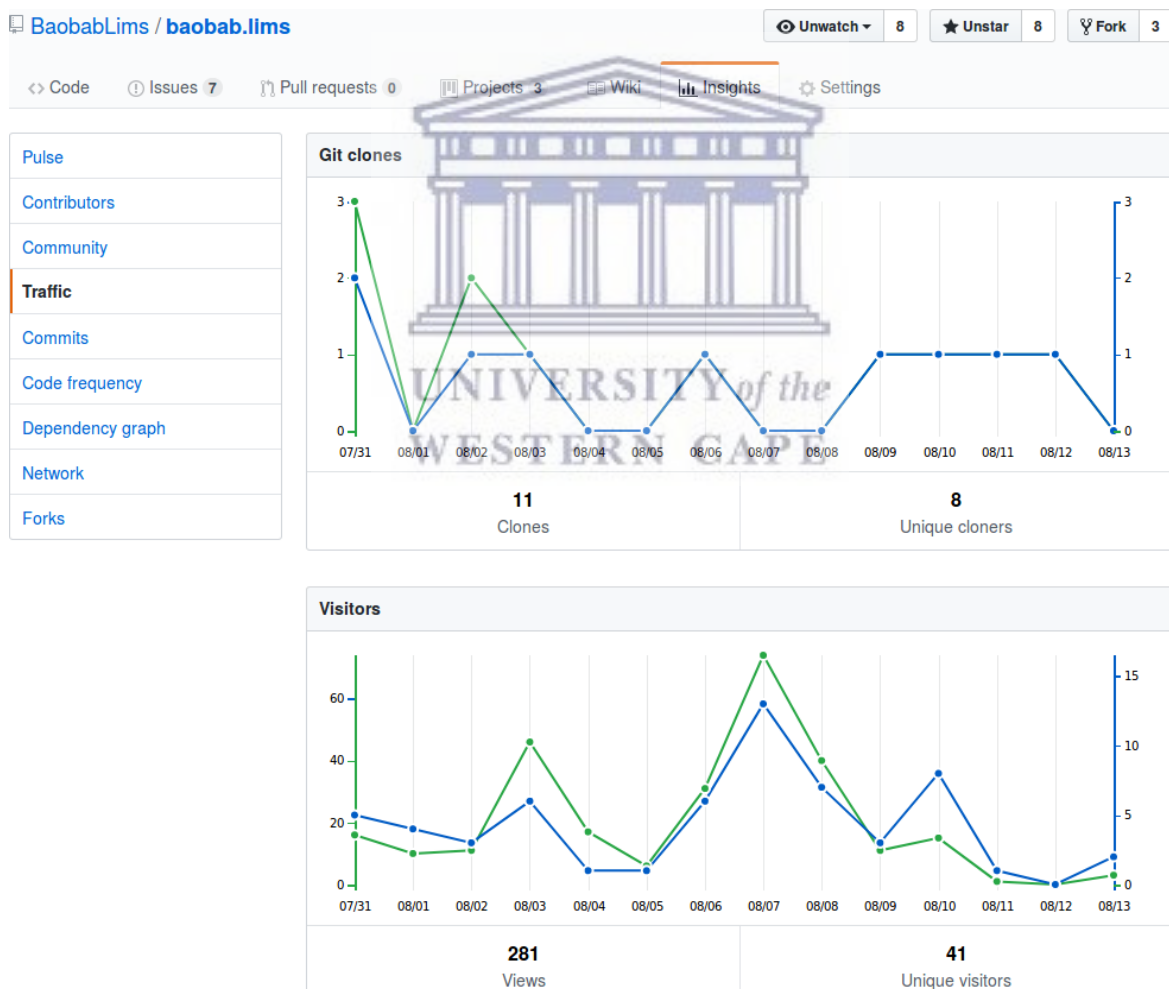 BaobabLims / baobab.lims
Unwatch 8 Unstar 8 Fork 3
Code Issues 7 Pull requests 0 Projects 3 Wiki Insights Settings
Pulse
Contributors
Community
Traffic
Commits
Code frequency
Dependency graph
Network
Forks
Git clones
3 3
2 2
1 1
0 0
07/31 08/01 08/02 08/03 08/04 08/05 08/06 08/07 08/08 08/09 08/10 08/11 08/12 08/13
UNIVERSITY of the
WESTERN CAPE
11 8
Clones Unique cloners
Visitors
15
60
40 10
20 5
0 0
07/31 08/01 08/02 08/03 08/04 08/05 08/06 08/07 08/08 08/09 08/10 08/11 08/12 08/13
281 41
Views Unique visitors